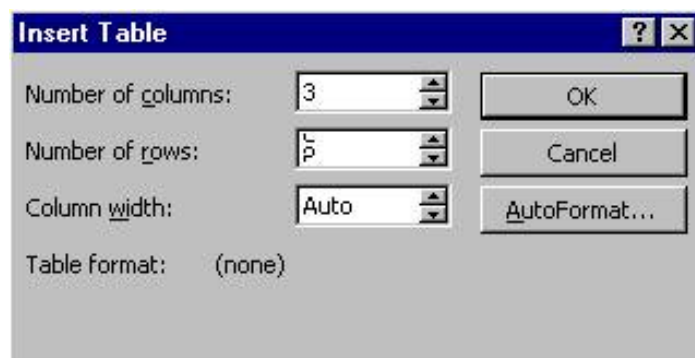 Insert Table
Number of columns: 3 OK
Number of rows: Cancel
Column width: Auto AutoFormat...
Table format: (none)